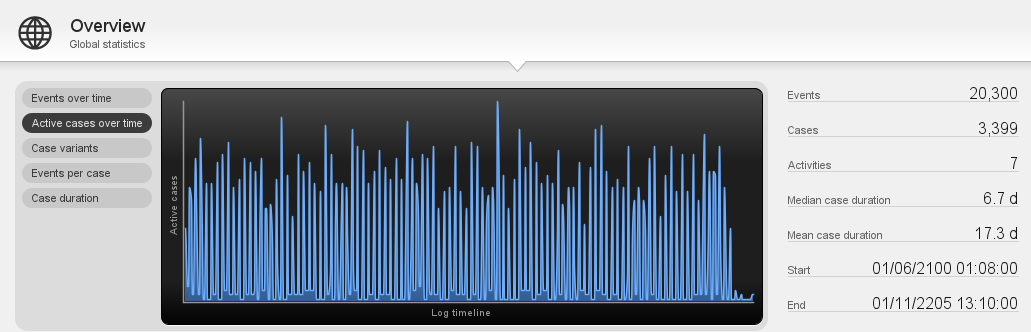 Overview
Global statistics
Events over time
Active cases over time
Case variants
Events per case
Case duration
Active cases
Log timeline
Events 20,300
Cases 3,399
Activities 7
Median case duration 6.7 d
Mean case duration 17.3 d
Start 01/06/2100 01:08:00
End 01/11/2205 13:10:00